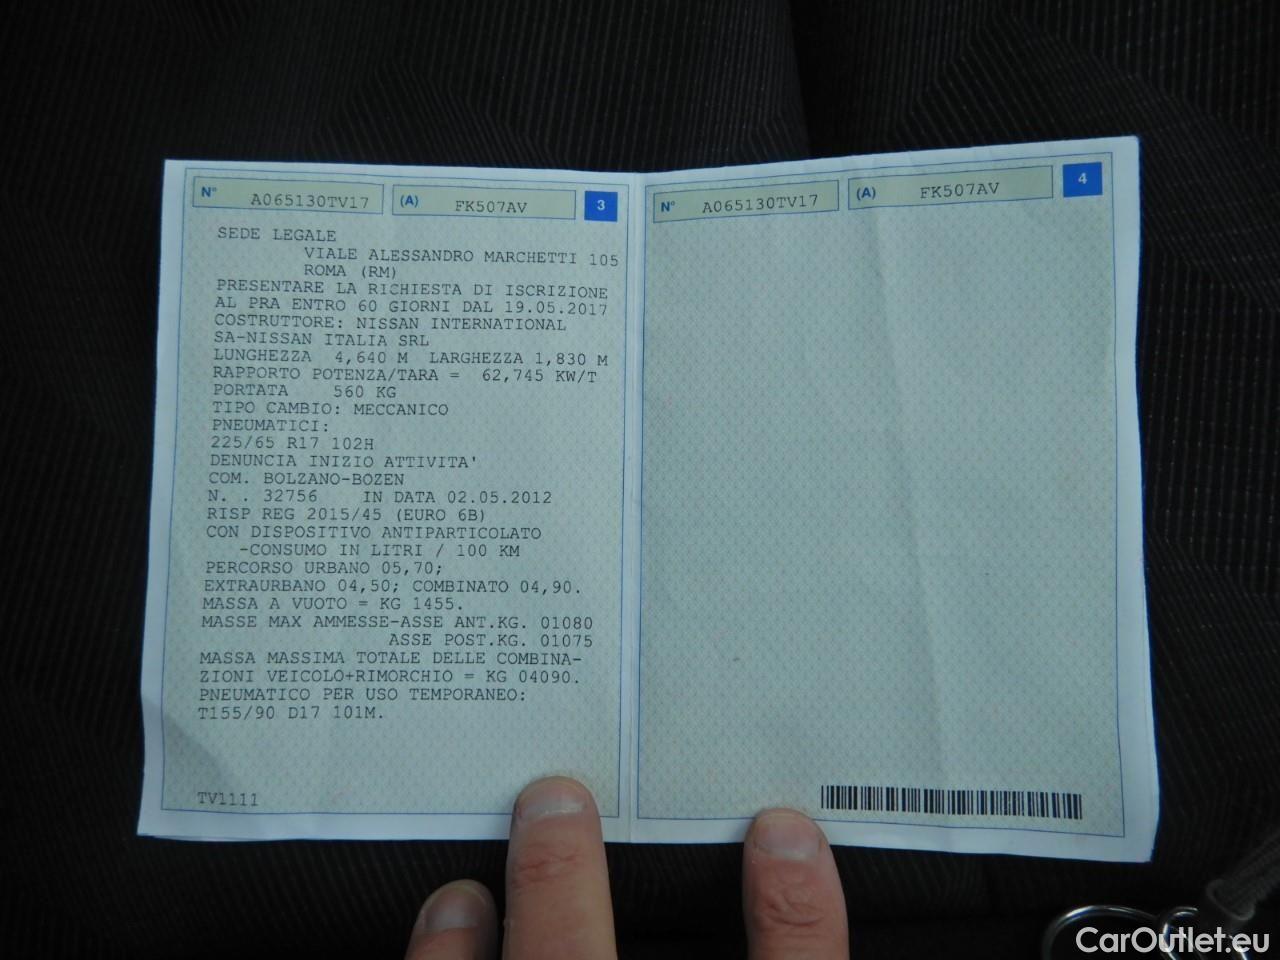 N° A065130TV17 (A) FK507AV 3
SEDE LEGALE
VIALE ALESSANDRO MARCHETTI 105
ROMA (RM)
PRESENTARE LA RICHIESTA DI ISCRIZIONE
AL PRA ENTRO 60 GIORNI DAL 19.05.2017
COSTRUTTORE: NISSAN INTERNATIONAL
SA-NISSAN ITALIA SRL
LUNGHEZZA 4,640 M LARGHEZZA 1,830 M
RAPPORTO POTENZA/TARA = 62,745 KW/T
PORTATA 560 KG
TIPO CAMBIO: MECCANICO
PNEUMATICI:
225/65 R17 102H
DENUNCIA INIZIO ATTIVITA'
COM. BOLZANO-BOZEN
N. . 32756 IN DATA 02.05.2012
RISP REG 2015/45 (EURO 6B)
CON DISPOSITIVO ANTIPARTICOLATO
-CONSUMO IN LITRI / 100 KM
PERCORSO URBANO 05,70;
EXTRAURBANO 04,50; COMBINATO 04,90.
MASSA A VUOTO = KG 1455.
MASSE MAX AMMESSE-ASSE ANT.KG. 01080
ASSE POST.KG. 01075
MASSA MASSIMA TOTALE DELLE COMBINA-
ZIONI VEICOLO+RIMORCHIO = KG 04090.
PNEUMATICO PER USO TEMPORANEO:
T155/90 D17 101M.
TV1111
N° A065130TV17 (A) FK507AV 4
CarOutlet.eu